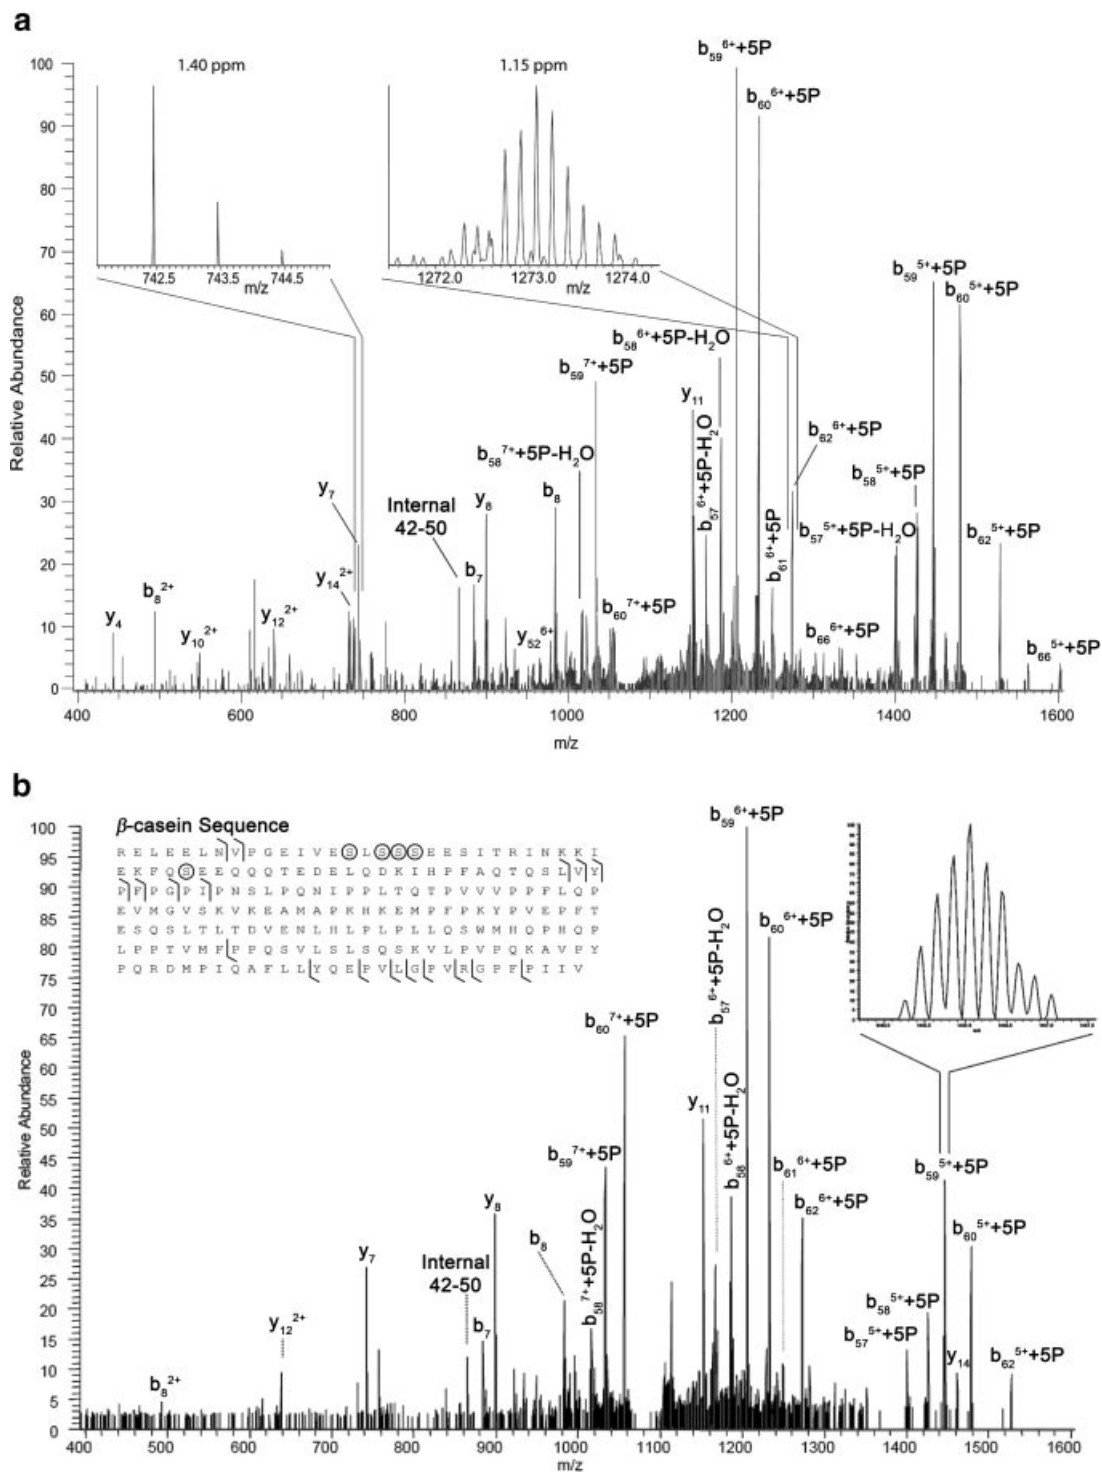 a
1.40 ppm
1.15 ppm
b59 6++5P
b60 6++5P
742.5 743.5 744.5
m/z
1272.0 1273.0 1274.0
m/z
b59 5++5P
b60 5++5P
b58 6++5P-H2O
b59 7++5P
y11
b57 6++5P-H2O
b62 6++5P
b58 7++5P-H2O
b58 5++5P
Internal
42-50
y7
y8
b8
b61 6++5P
b57 5++5P-H2O
b62 5++5P
y14 2+
b7
b8 2+
y4
y10 2+
y12 2+
y52 6+
b60 7++5P
b66 6++5P
b66 5++5P
Relative Abundance
100
90
80
70
60
50
40
30
20
10
0
400 600 800 1000 1200 1400 1600
m/z
b
β-casein Sequence
R E L E E L N V P G E I V E S L S S S E E S I T R I N K K I
E K F Q S E E Q Q Q T E D E L Q D K I H P F A Q T Q S L V Y
P F P G P I P N S L P Q N I P P L T Q T P V V V P P F L Q P
E V M G V S K V K E A M A P K H K E M P F P K Y P V E P F T
E S Q S L T L T D V E N L H L P L P L L Q S W M H Q P H Q P
L P P T V M F P P Q S V L S L S Q S K V L P V P Q K A V P Y
P Q R D M P I Q A F L L Y Q E P V L G P V R G P F P I I V
b59 6++5P
b60 6++5P
b57 6++5P-H2O
b60 7++5P
b58 6++5P-H2O
y11
b59 7++5P
b61 6++5P
b59 5++5P
b62 6++5P
y8
b8
b58 7++5P-H2O
b60 5++5P
y7
Internal
42-50
b7
b58 5++5P
b57 5++5P
y14
b62 5++5P
y12 2+
b8 2+
Relative Abundance
100
95
90
85
80
75
70
65
60
55
50
45
40
35
30
25
20
15
10
5
0
400 500 600 700 800 900 1000 1100 1200 1300 1400 1500 1600
m/z